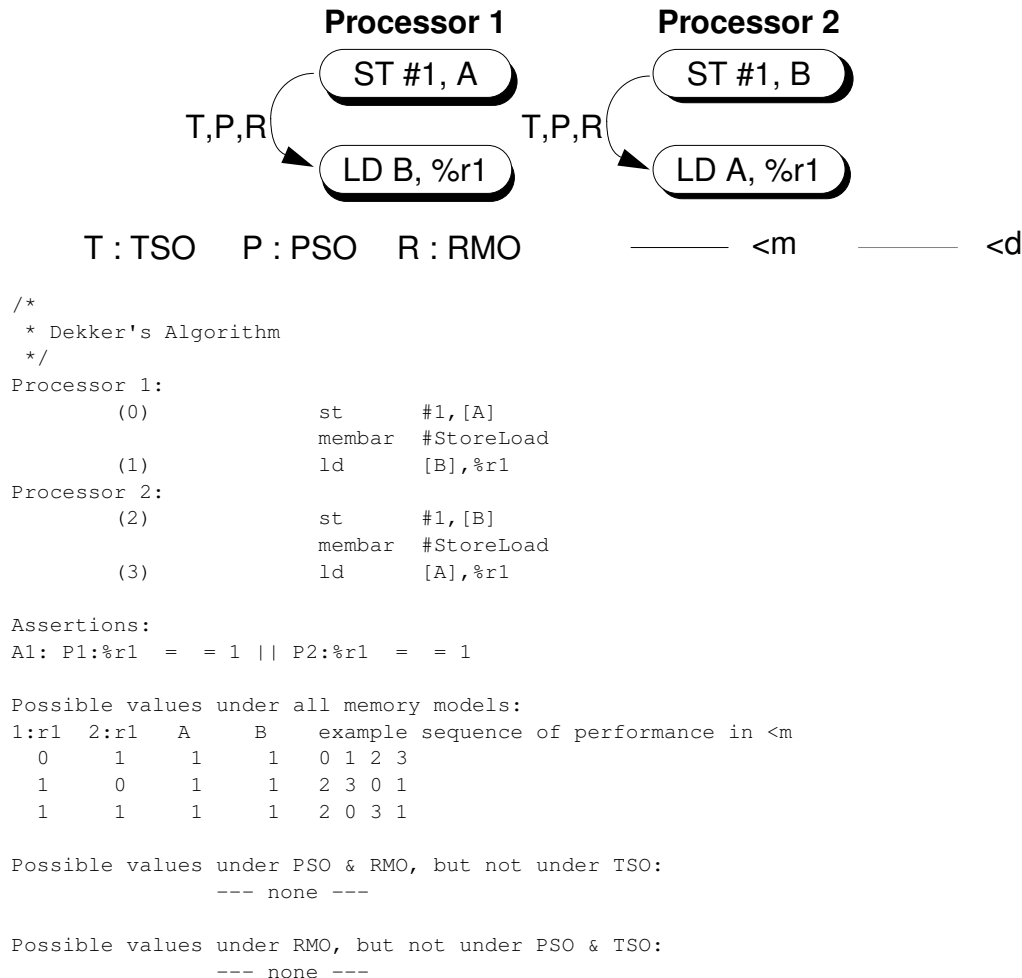 Processor 1 Processor 2
ST #1, A ST #1, B
T,P,R T,P,R
LD B, %r1 LD A, %r1
T : TSO P : PSO R : RMO <m <d
/*
* Dekker's Algorithm
*/
Processor 1:
(0) st #1,[A]
membar #StoreLoad
(1) ld [B],%r1
Processor 2:
(2) st #1,[B]
membar #StoreLoad
(3) ld [A],%r1
Assertions:
A1: P1:%r1 = = 1 || P2:%r1 = = 1
Possible values under all memory models:
1:r1 2:r1 A B example sequence of performance in <m
0 1 1 1 0 1 2 3
1 0 1 1 2 3 0 1
1 1 1 1 2 0 3 1
Possible values under PSO & RMO, but not under TSO:
--- none ---
Possible values under RMO, but not under PSO & TSO:
--- none ---